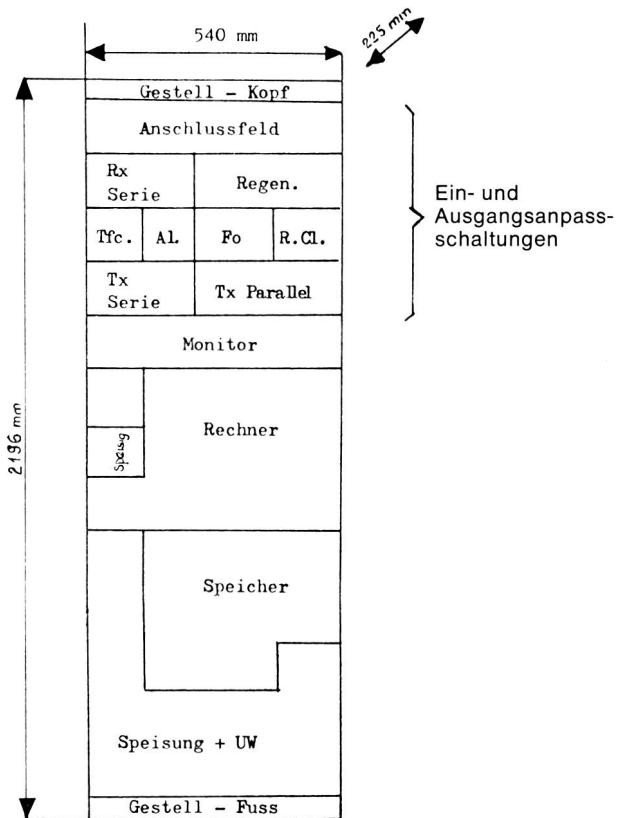 540 mm
225 mm
Gestell - Kopf
Anschlussfeld
Rx
Serie
Regen.
Ein- und
Ausgangsanpass-
schaltungen
Tfc.
Al.
Fo
R.Cl.
Tx
Serie
Tx Parallel
Monitor
Rechner
Speisg
2196 mm
Speicher
Speisung + UW
Gestell - Fuss